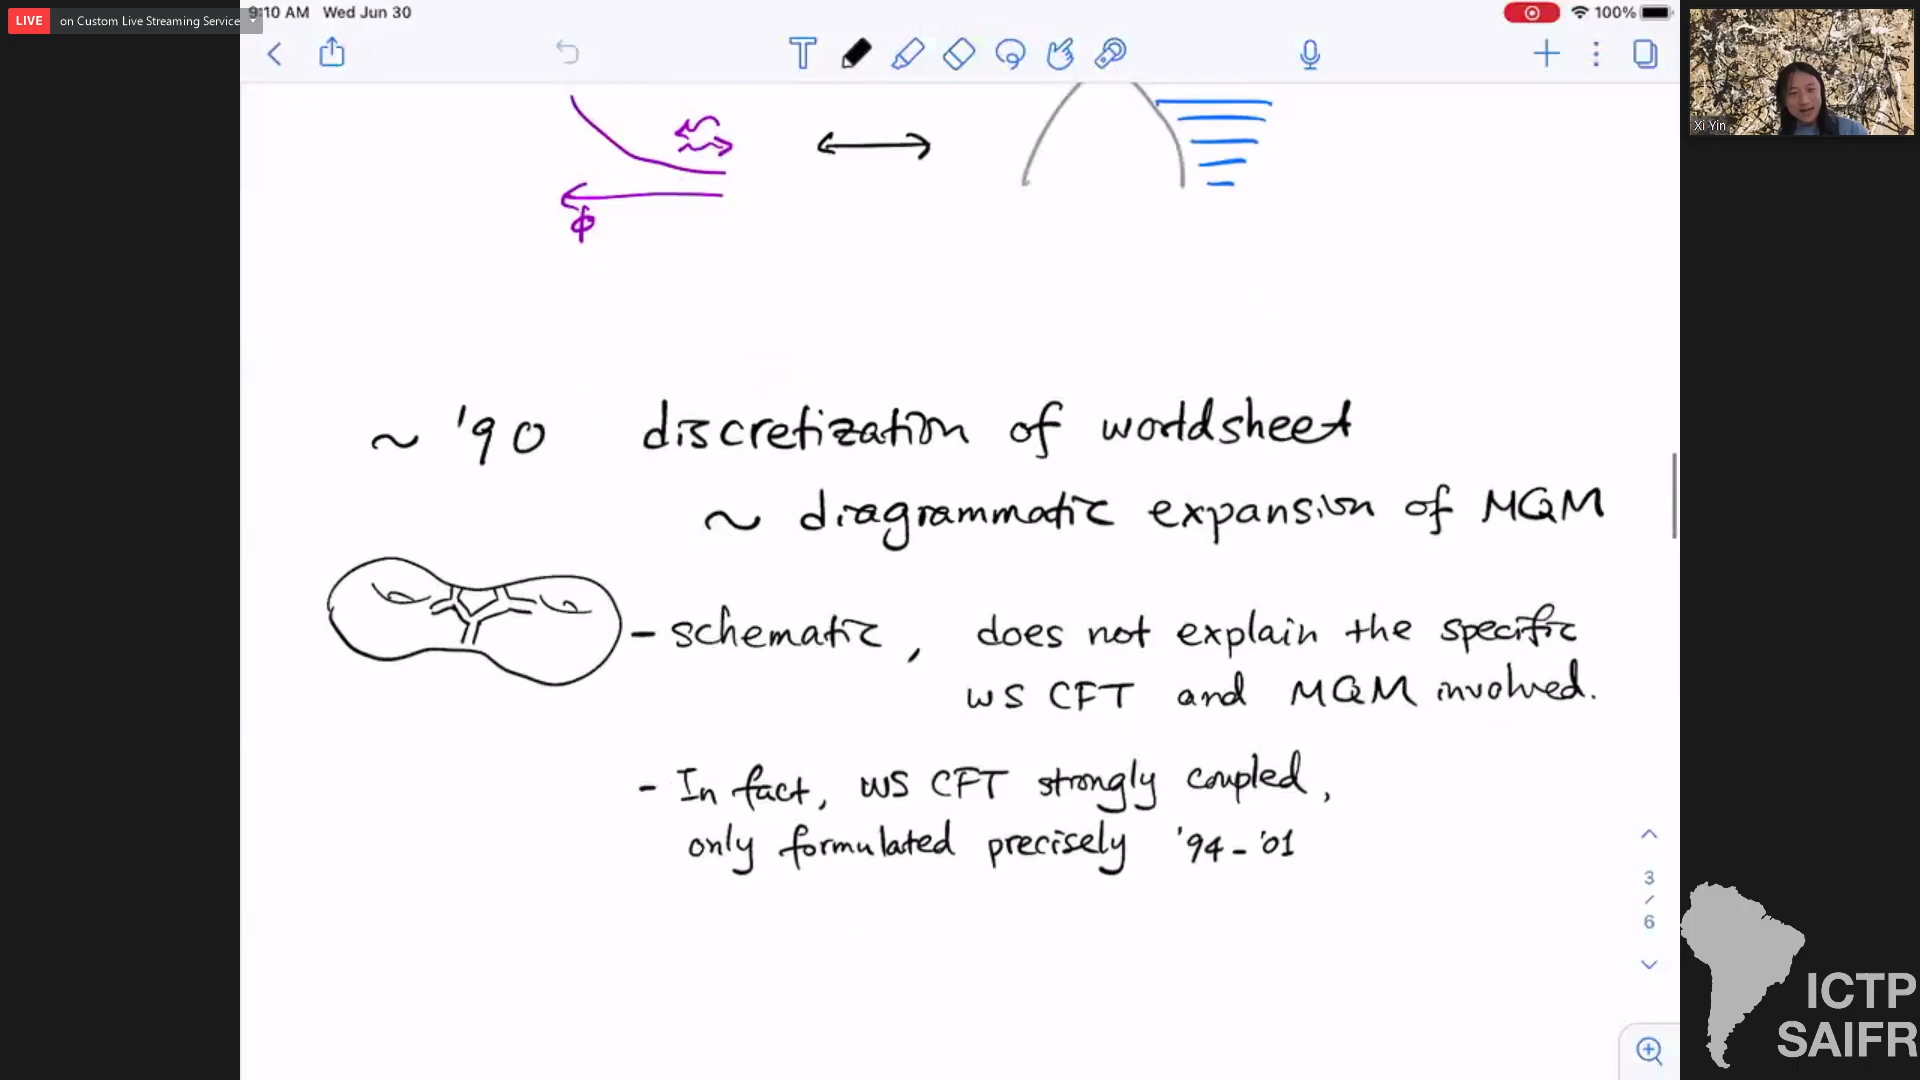 LIVE on Custom Live Streaming Service
9:10 AM Wed Jun 30
100%
T
Xi Yin
ϕ
~ '90 discretization of worldsheet
~ diagrammatic expansion of MQM
- schematic, does not explain the specific
WS CFT and MQM involved.
- In fact, WS CFT strongly coupled,
only formulated precisely '94-'01
3
/
6
ICTP
SAIFR